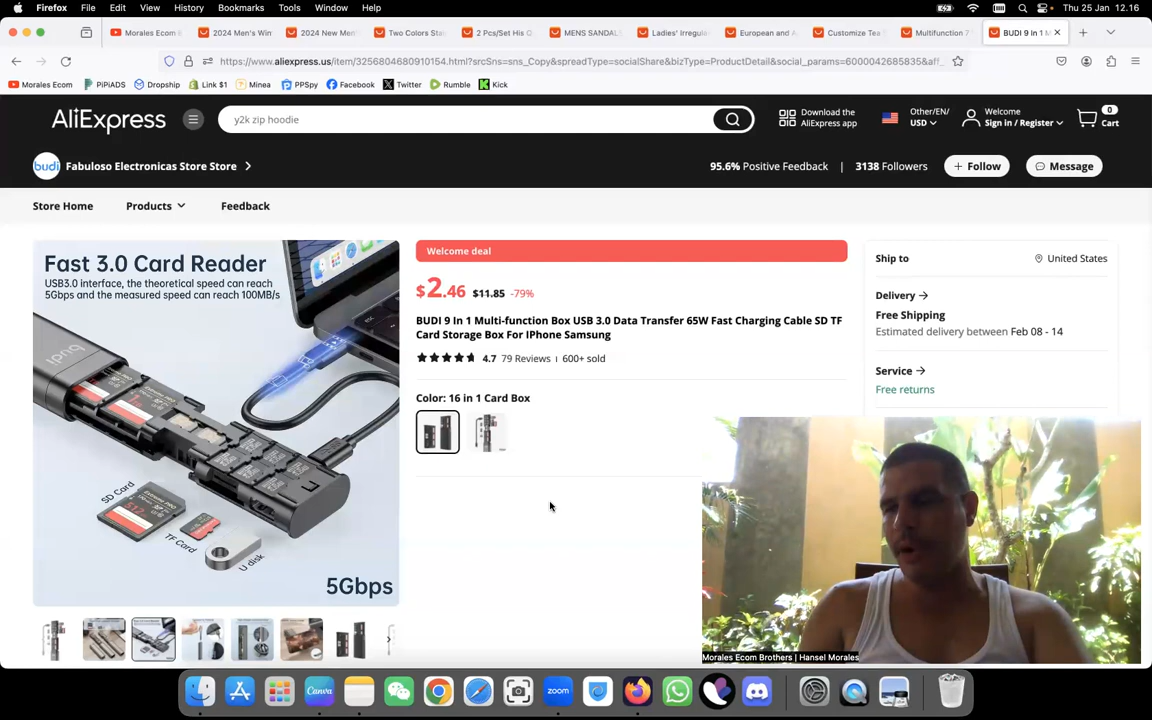 Firefox File Edit View History Bookmarks Tools Window Help Thu 25 Jan 12.16
Morales Ecom 2024 Men's Win 2024 New Men Two Colors Sta 2 Pcs/Set His G MENS SANDAL Ladies' Irregula European and A Customize Tea Multifunction 7 BUDI 9 In 1 M
https://www.aliexpress.us/item/3256804680910154.html?srcSns=sns_Copy&spreadType=socialShare&bizType=ProductDetail&social_params=6000042685835&aff_
Morales Ecom PiPiADS Dropship Link $1 Minea PPSpy Facebook Twitter Rumble Kick
AliExpress y2k zip hoodie
Download the
AliExpress app
Other/EN/
USD
Welcome
Sign in / Register
0
Cart
budi Fabuloso Electronicas Store Store 95.6% Positive Feedback | 3138 Followers + Follow Message
Store Home Products Feedback
Fast 3.0 Card Reader
USB3.0 interface, the theoretical speed can reach
5Gbps and the measured speed can reach 100MB/s
budi
SD Card
TF Card
U disk
5Gbps
Welcome deal
$2.46 $11.85 -79%
BUDI 9 In 1 Multi-function Box USB 3.0 Data Transfer 65W Fast Charging Cable SD TF
Card Storage Box For IPhone Samsung
4.7 79 Reviews 600+ sold
Color: 16 in 1 Card Box
Ship to United States
Delivery
Free Shipping
Estimated delivery between Feb 08 - 14
Service
Free returns
Morales Ecom Brothers | Hansel Morales
zoom